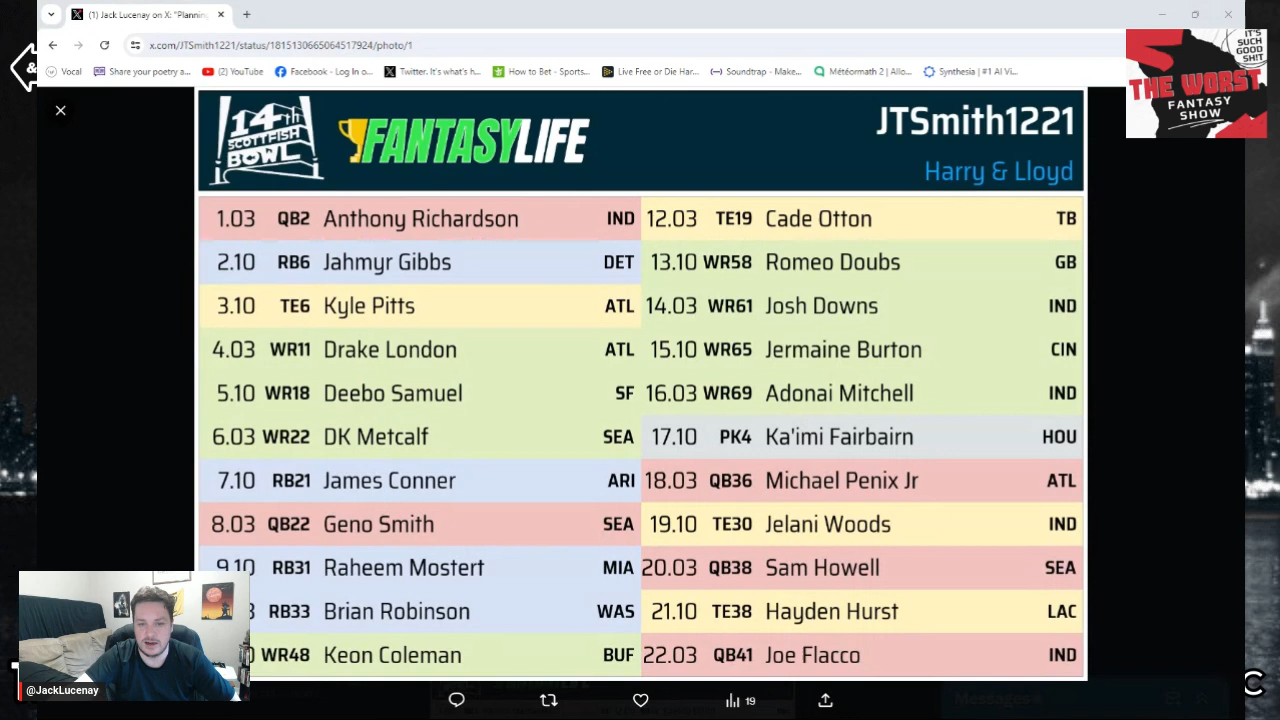 (1) Jack Lucenay on X: "Planning
x.com/JTSmith1221/status/1815130665064517924/photo/1
Vocal
Share your poetry a...
(2) YouTube
Facebook - Log In o...
Twitter. It's what's h...
How to Bet - Sports...
Live Free or Die Har...
Soundtrap - Make...
Météormath 2 | Allo...
Synthesia | #1 AI Vi...
&
IT'S
SUCH
GOOD
SH!T
THE WORST
FANTASY
SHOW
14th
SCOTTFISH
BOWL
FANTASYLIFE
JTSmith1221
Harry & Lloyd
1.03 QB2 Anthony Richardson IND
2.10 RB6 Jahmyr Gibbs DET
3.10 TE6 Kyle Pitts ATL
4.03 WR11 Drake London ATL
5.10 WR18 Deebo Samuel SF
6.03 WR22 DK Metcalf SEA
7.10 RB21 James Conner ARI
8.03 QB22 Geno Smith SEA
9.10 RB31 Raheem Mostert MIA
RB33 Brian Robinson WAS
WR48 Keon Coleman BUF
12.03 TE19 Cade Otton TB
13.10 WR58 Romeo Doubs GB
14.03 WR61 Josh Downs IND
15.10 WR65 Jermaine Burton CIN
16.03 WR69 Adonai Mitchell IND
17.10 PK4 Ka'imi Fairbairn HOU
18.03 QB36 Michael Penix Jr ATL
19.10 TE30 Jelani Woods IND
20.03 QB38 Sam Howell SEA
21.10 TE38 Hayden Hurst LAC
22.03 QB41 Joe Flacco IND
@JackLucenay
19
Messages